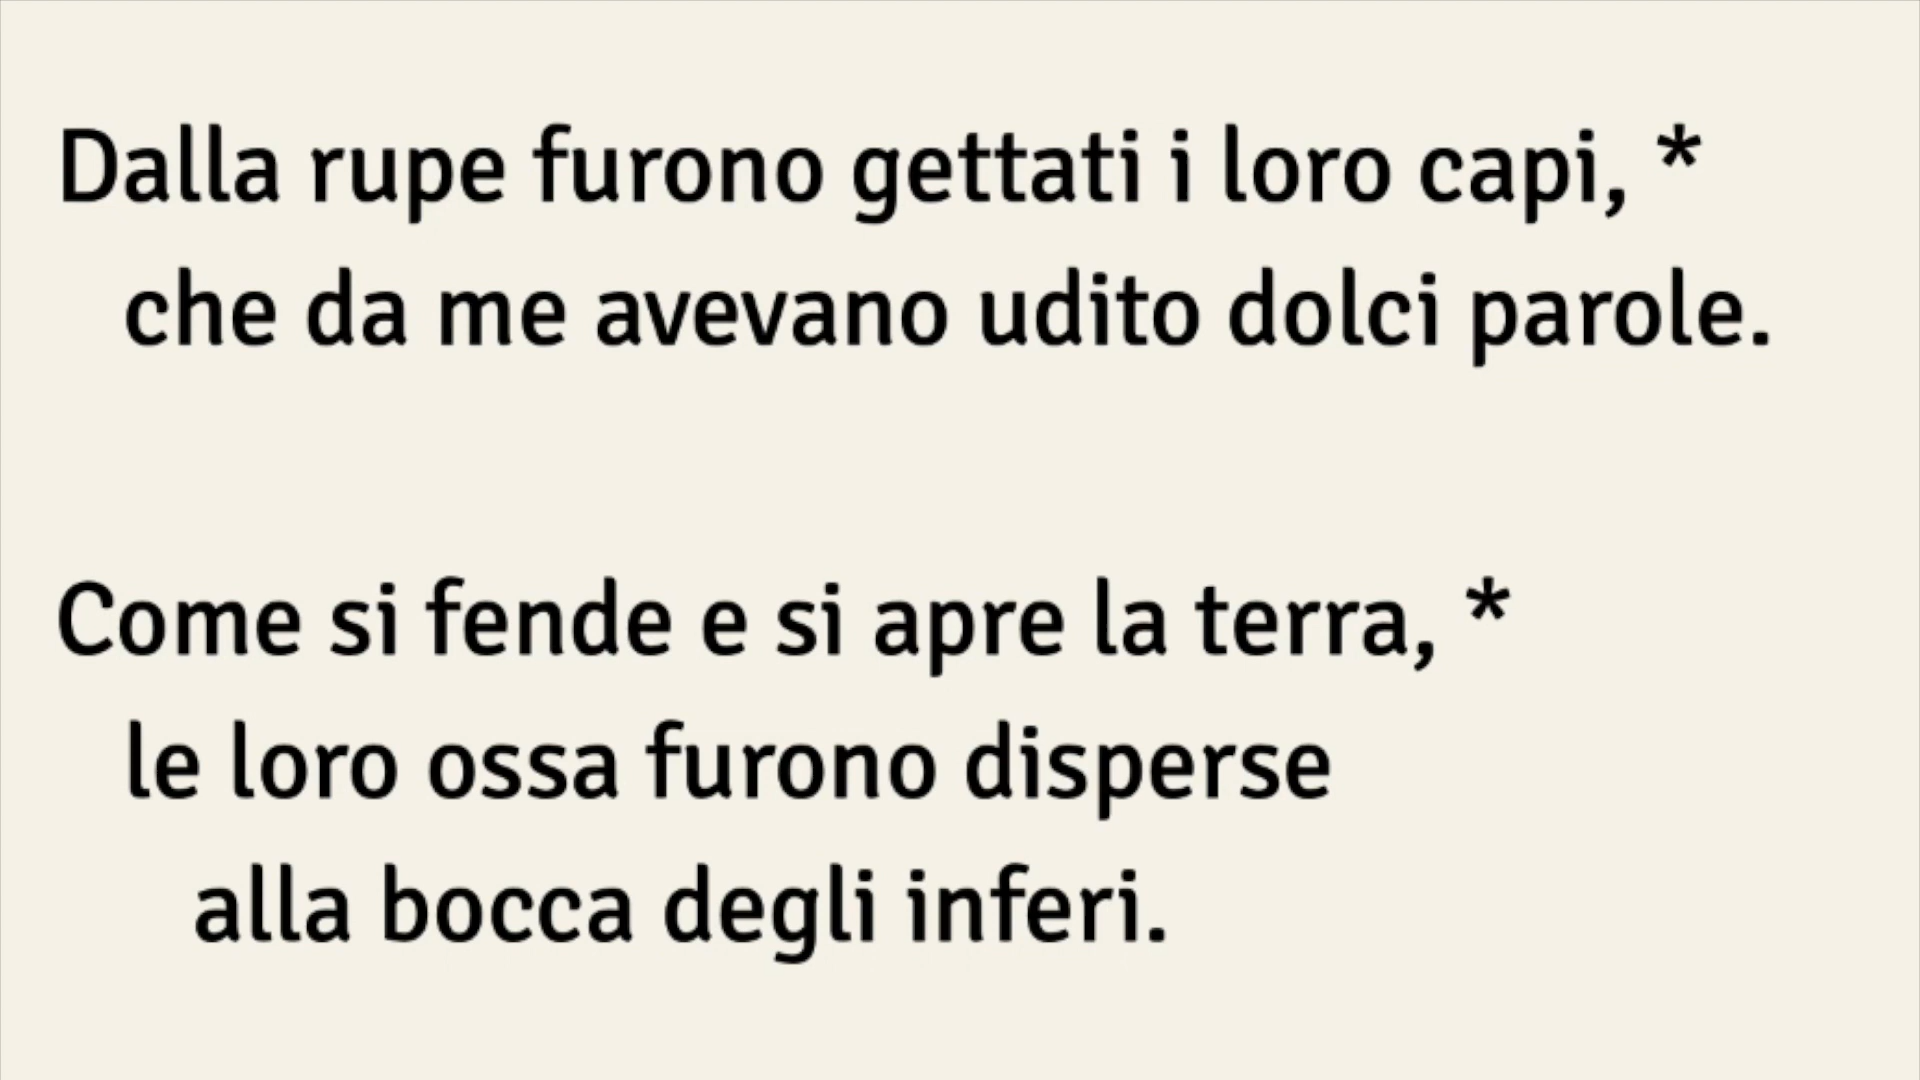 Dalla rupe furono gettati i loro capi, *
che da me avevano udito dolci parole.
Come si fende e si apre la terra, *
le loro ossa furono disperse
alla bocca degli inferi.